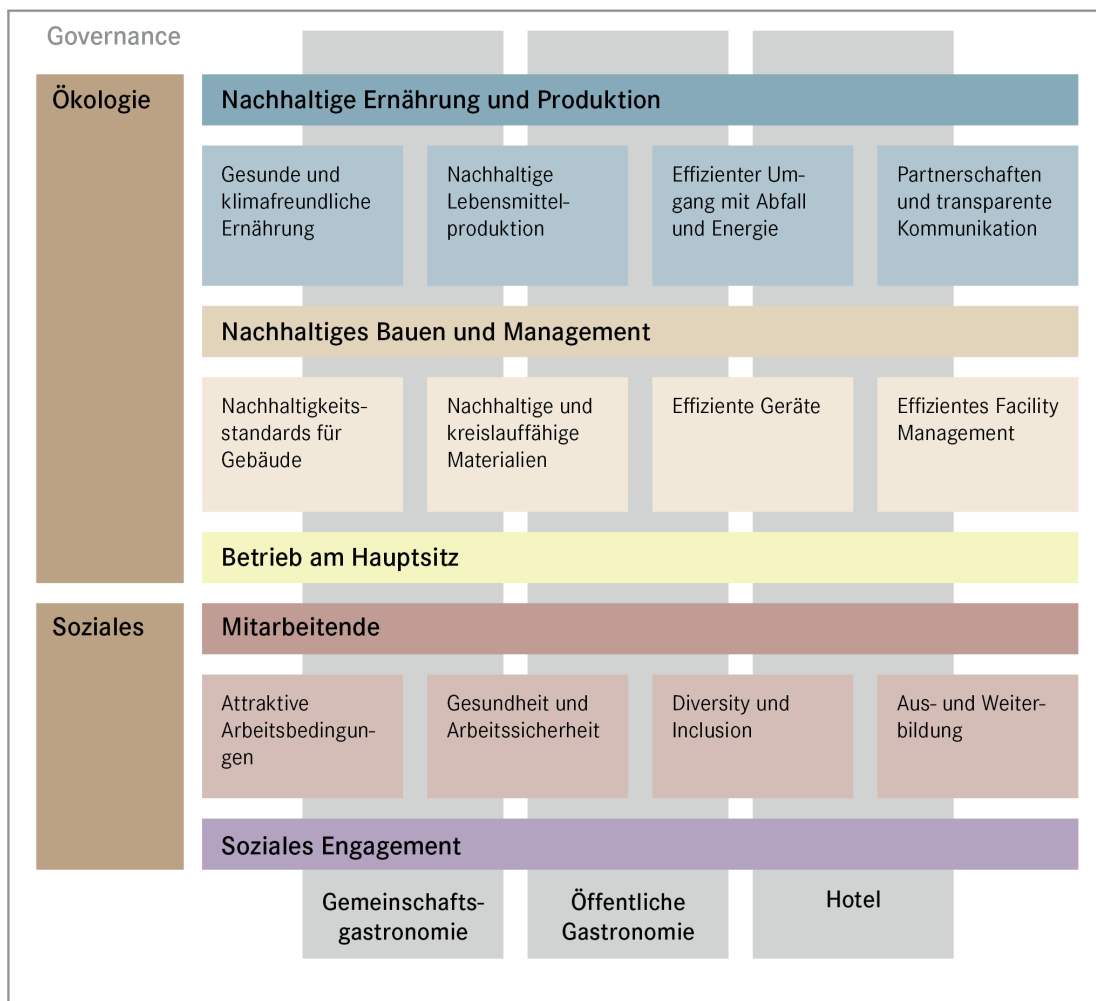 Governance
Ökologie
Nachhaltige Ernährung und Produktion
Gesunde und
klimafreundliche
Ernährung
Nachhaltige
Lebensmittel-
produktion
Effizienter Um-
gang mit Abfall
und Energie
Partnerschaften
und transparente
Kommunikation
Nachhaltiges Bauen und Management
Nachhaltigkeits-
standards für
Gebäude
Nachhaltige und
kreislauffähige
Materialien
Effiziente Geräte
Effizientes Facility
Management
Betrieb am Hauptsitz
Soziales
Mitarbeitende
Attraktive
Arbeitsbedingun-
gen
Gesundheit und
Arbeitssicherheit
Diversity und
Inclusion
Aus- und Weiter-
bildung
Soziales Engagement
Gemeinschafts-
gastronomie
Öffentliche
Gastronomie
Hotel